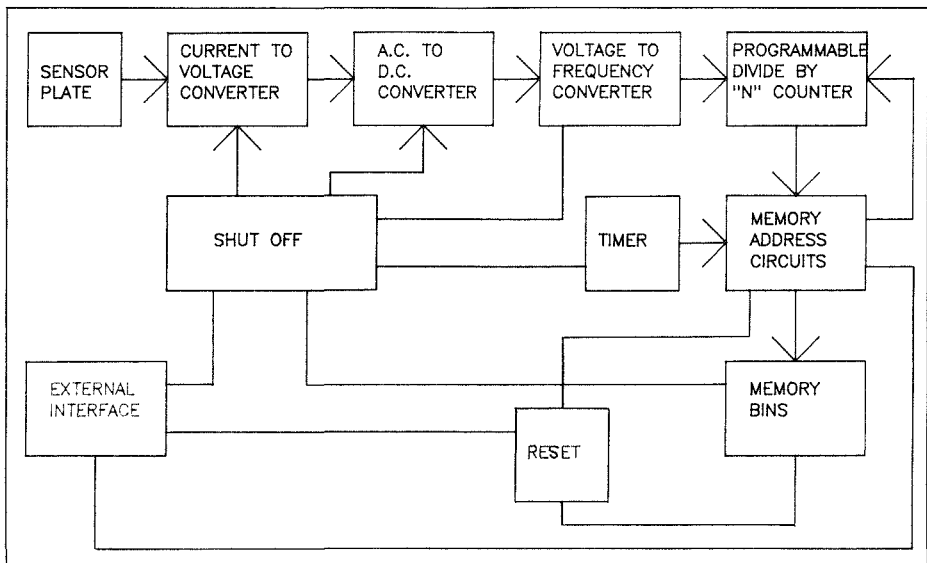 SENSOR
PLATE
CURRENT TO
VOLTAGE
CONVERTER
A.C. TO
D.C.
CONVERTER
VOLTAGE TO
FREQUENCY
CONVERTER
PROGRAMMABLE
DIVIDE BY
"N" COUNTER
SHUT OFF
TIMER
MEMORY
ADDRESS
CIRCUITS
EXTERNAL
INTERFACE
RESET
MEMORY
BINS